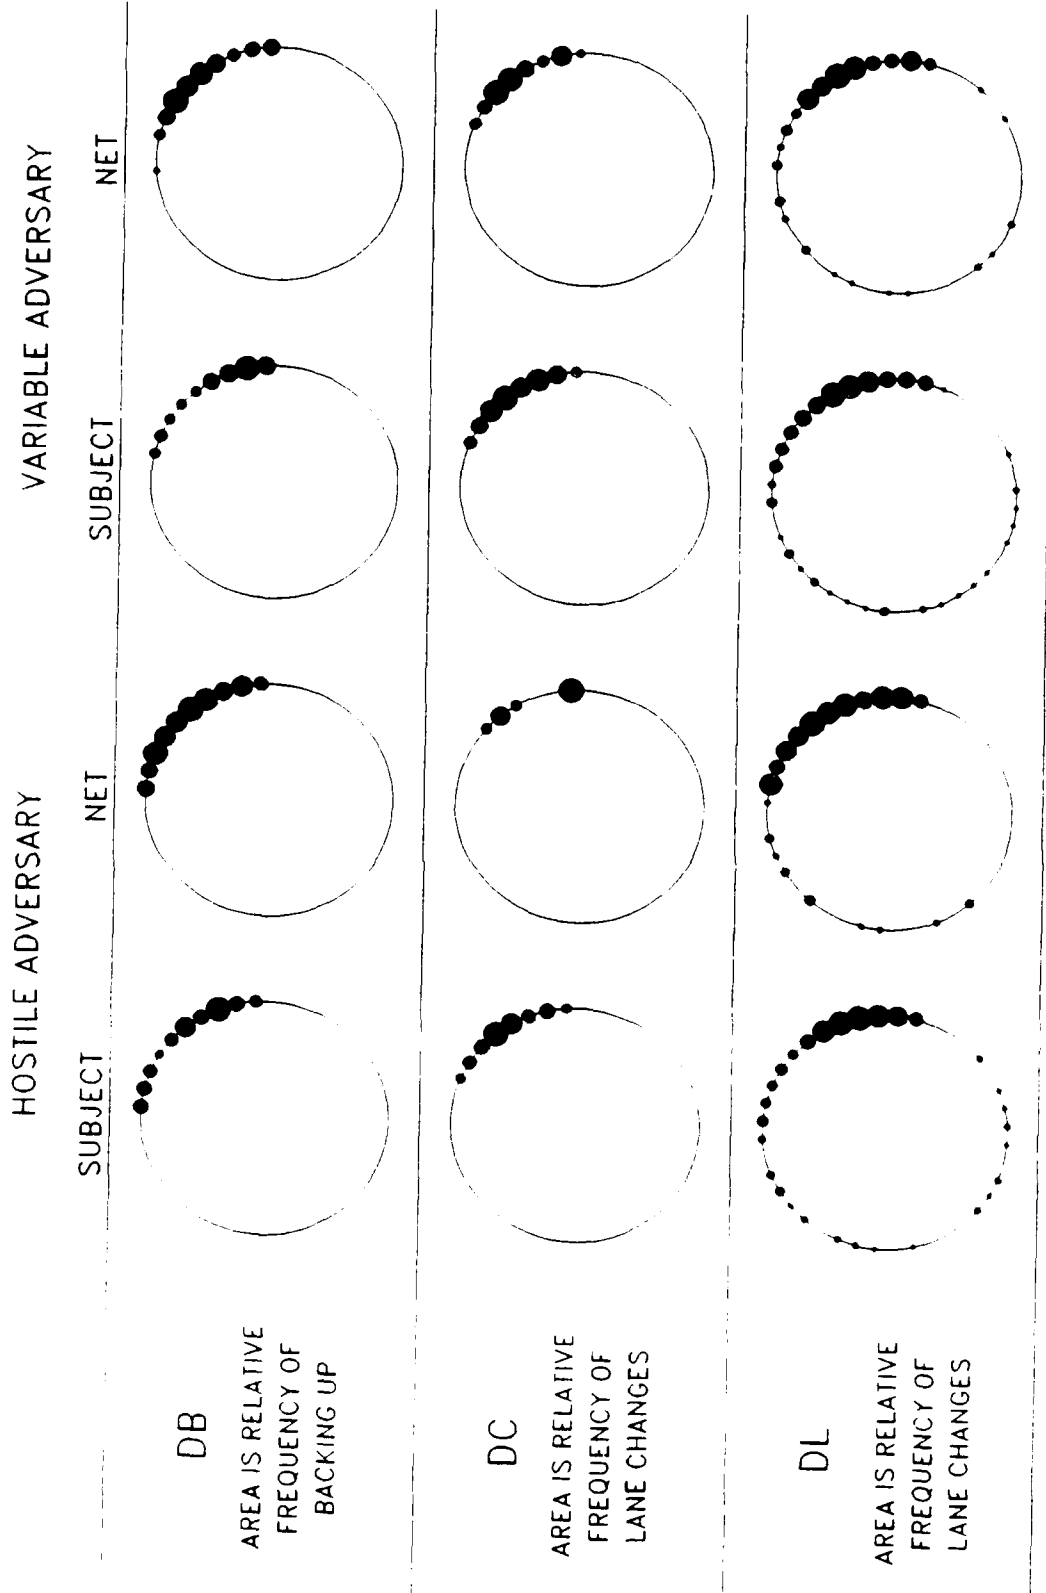 HOSTILE ADVERSARY
VARIABLE ADVERSARY
SUBJECT
NET
SUBJECT
NET
DB
AREA IS RELATIVE
FREQUENCY OF
BACKING UP
DC
AREA IS RELATIVE
FREQUENCY OF
LANE CHANGES
DL
AREA IS RELATIVE
FREQUENCY OF
LANE CHANGES